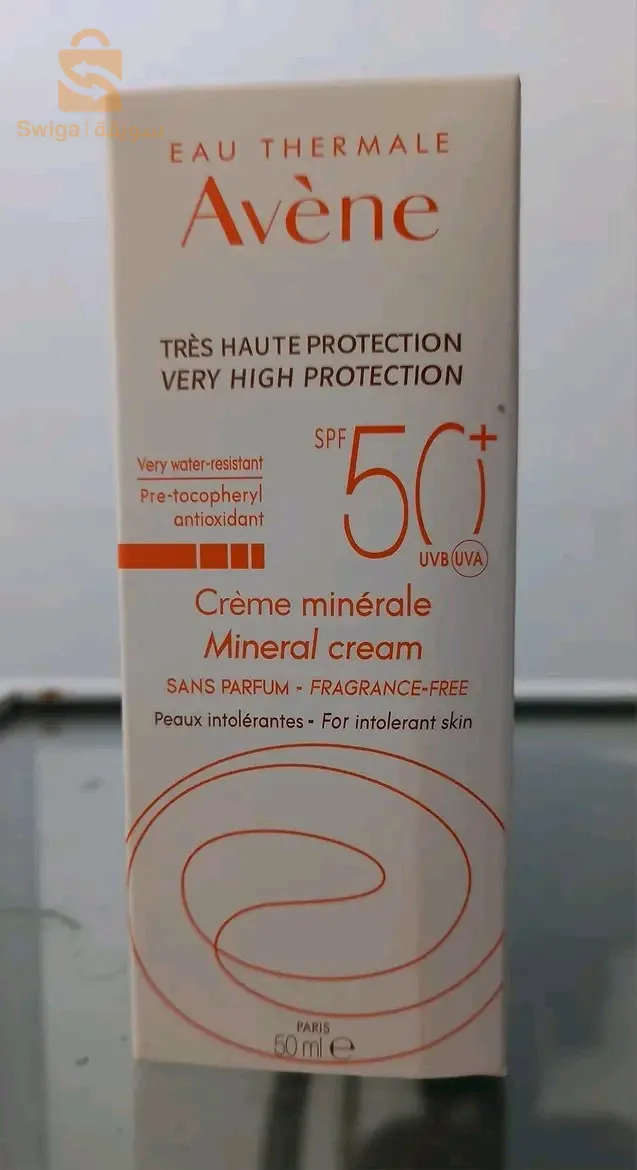 Swiga
EAU THERMALE
Avène
TRÈS HAUTE PROTECTION
VERY HIGH PROTECTION
Very water-resistant
Pre-tocopheryl
antioxidant
SPF 50+
UVB UVA
Crème minérale
Mineral cream
SANS PARFUM - FRAGRANCE-FREE
Peaux intolérantes - For intolerant skin
PARIS
50 ml e